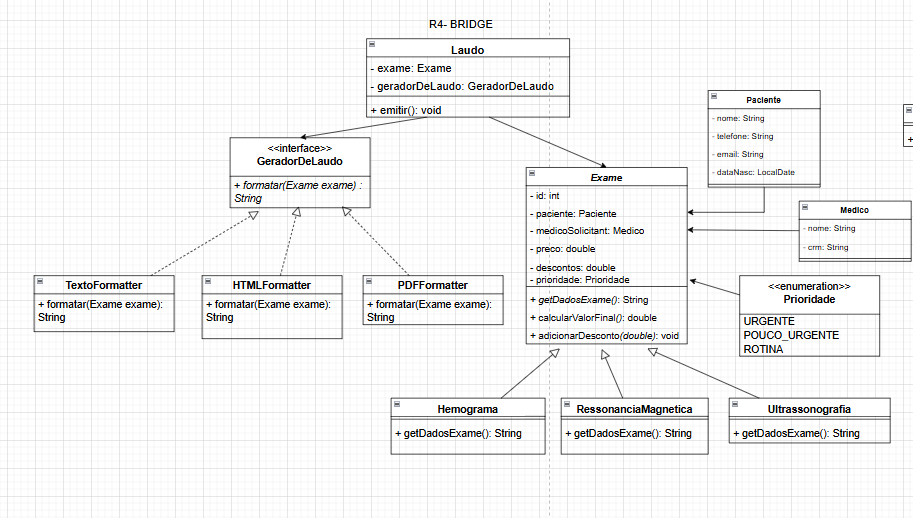 R4- BRIDGE
Laudo
- exame: Exame
- geradorDeLaudo: GeradorDeLaudo
+ emitir(): void
<<interface>>
GeradorDeLaudo
+ formatar(Exame exame) :
String
TextoFormatter
+ formatar(Exame exame):
String
HTMLFormatter
+ formatar(Exame exame):
String
PDFFormatter
+ formatar(Exame exame):
String
Exame
- id: int
- paciente: Paciente
- medicoSolicitant: Medico
- preco: double
- descontos: double
- prioridade: Prioridade
+ getDadosExame(): String
+ calcularValorFinal(): double
+ adicionarDesconto(double): void
Paciente
- nome: String
- telefone: String
- email: String
- dataNasc: LocalDate
Medico
- nome: String
- crm: String
<<enumeration>>
Prioridade
URGENTE
POUCO_URGENTE
ROTINA
Hemograma
+ getDadosExame(): String
RessonanciaMagnetica
+ getDadosExame(): String
Ultrassonografia
+ getDadosExame(): String
+